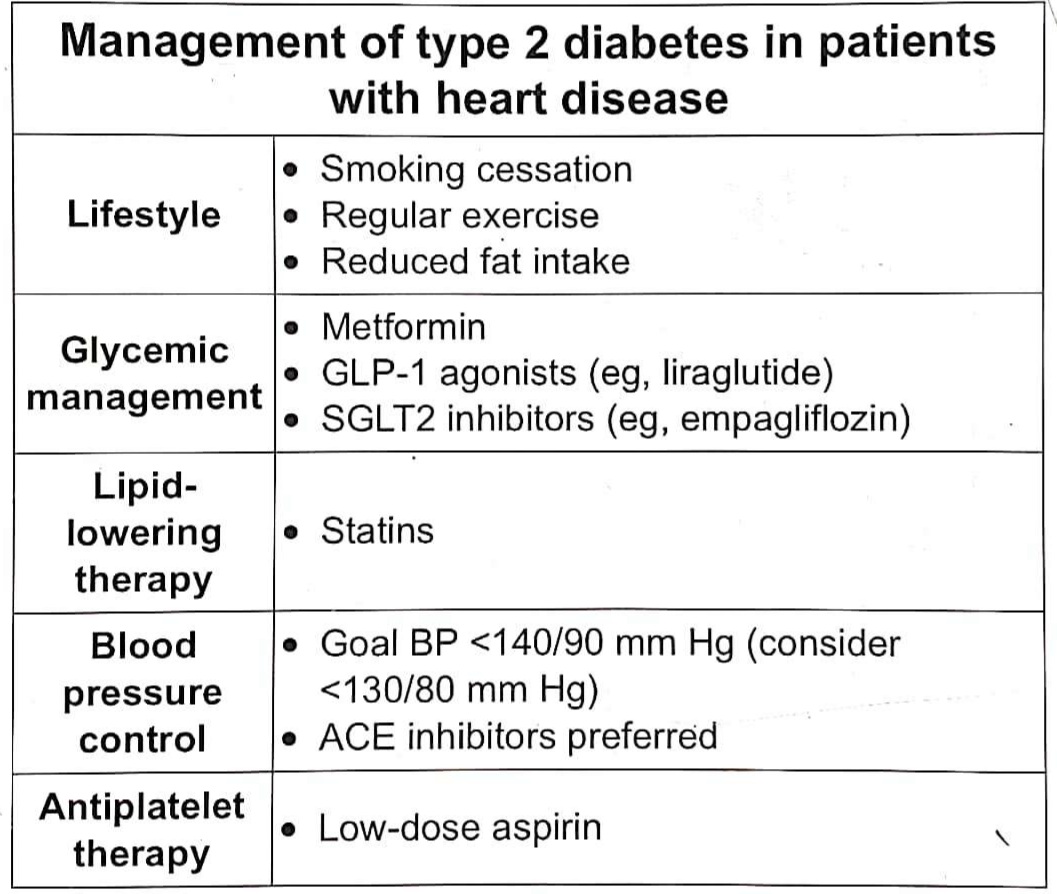 Management of type 2 diabetes in patients
with heart disease
Lifestyle
• Smoking cessation
• Regular exercise
• Reduced fat intake
Glycemic
management
• Metformin
• GLP-1 agonists (eg, liraglutide)
• SGLT2 inhibitors (eg, empagliflozin)
Lipid-
lowering
therapy
• Statins
Blood
pressure
control
• Goal BP <140/90 mm Hg (consider
<130/80 mm Hg)
• ACE inhibitors preferred
Antiplatelet
therapy
• Low-dose aspirin